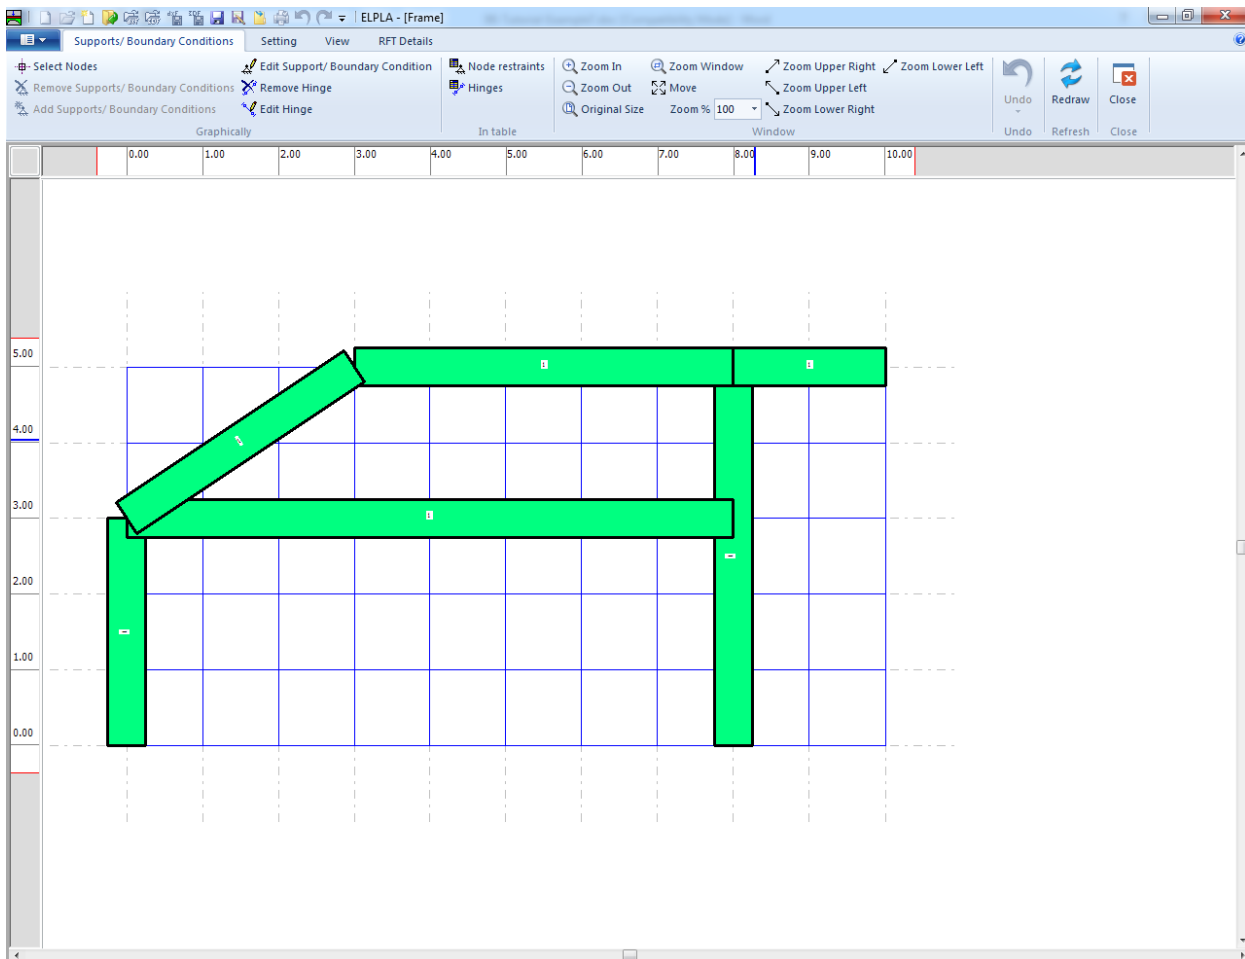 ELPLA - [Frame]
Supports/ Boundary Conditions Setting View RFT Details
Select Nodes Edit Support/ Boundary Condition Node restraints Zoom In Zoom Window Zoom Upper Right Zoom Lower Left
Remove Supports/ Boundary Conditions Remove Hinge Hinges Zoom Out Move Zoom Upper Left Undo Redraw Close
Add Supports/ Boundary Conditions Edit Hinge Original Size Zoom % 100 Zoom Lower Right
Graphically In table Window Undo Refresh Close
0.00 1.00 2.00 3.00 4.00 5.00 6.00 7.00 8.00 9.00 10.00
5.00
1 1
4.00
3.00
1
2.00
1.00
0.00